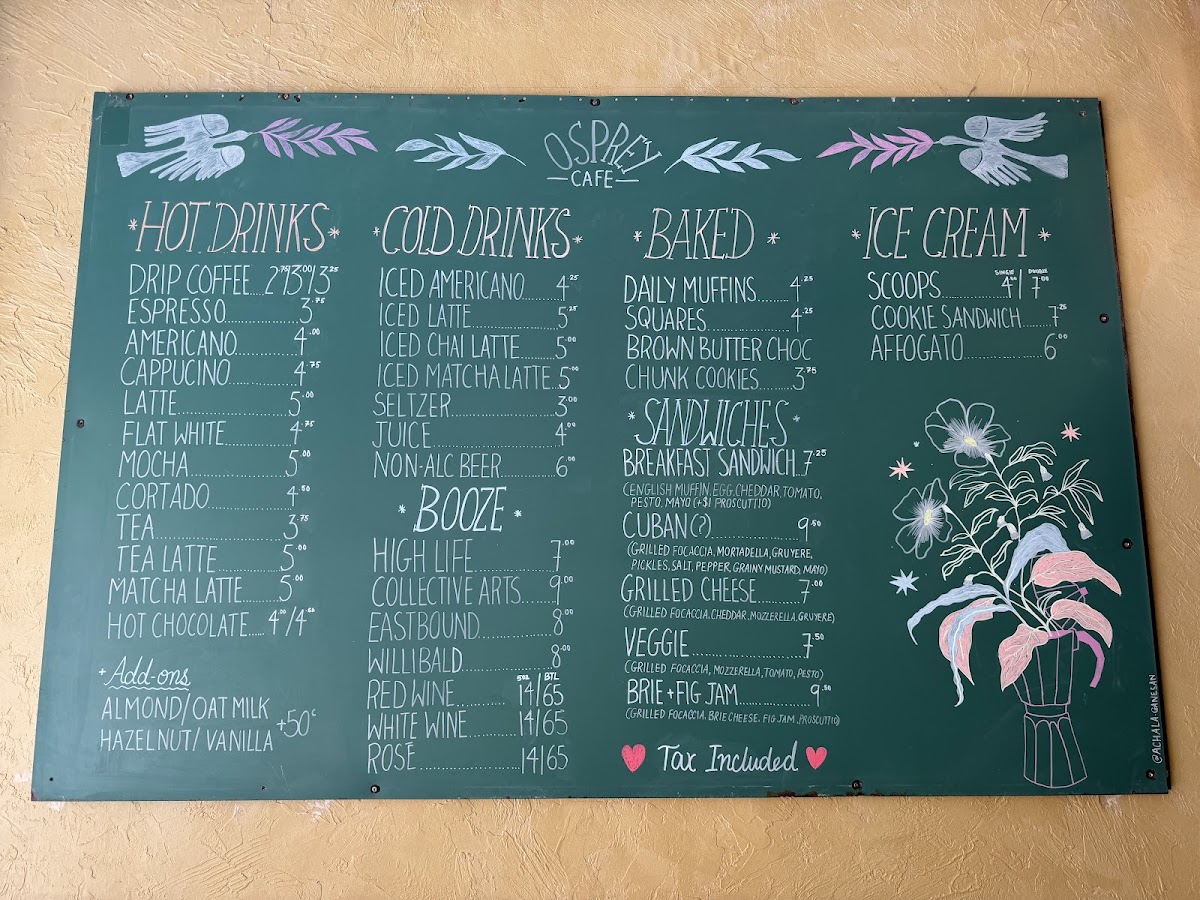 OSPREY
CAFE
HOT DRINKS
DRIP COFFEE....2.75/3.00/3.25
ESPRESSO..........3.75
AMERICANO..........4.00
CAPPUCINO..........4.75
LATTE..........5.00
FLAT WHITE..........4.75
MOCHA..........5.00
CORTADO..........4.50
TEA..........3.75
TEA LATTE..........5.00
MATCHA LATTE.....5.00
HOT CHOCOLATE.....4.00/4.50
+Add-ons
ALMOND/OAT MILK
HAZELNUT/VANILLA
+50¢
COLD DRINKS
ICED AMERICANO.....4.25
ICED LATTE..........5.25
ICED CHAI LATTE.....5.00
ICED MATCHA LATTE..5.00
SELTZER..........3.00
JUICE..........4.00
NON-ALC BEER..........6.00
BOOZE
HIGH LIFE..........7.00
COLLECTIVE ARTS.....9.00
EASTBOUND..........8.00
WILLIBALD..........8.00
5OZ | BTL
RED WINE..........14/65
WHITE WINE..........14/65
ROSÉ..........14/65
BAKED
DAILY MUFFINS.......4.25
SQUARES..........4.25
BROWN BUTTER CHOC
CHUNK COOKIES.......3.75
SANDWICHES
BREAKFAST SANDWICH..7.25
(ENGLISH MUFFIN, EGG, CHEDDAR, TOMATO,
PESTO, MAYO (+$1 PROSCUTTIO)
CUBAN(?)..........9.50
(GRILLED FOCACCIA, MORTADELLA, GRUYERE,
PICKLES, SALT, PEPPER, GRAINY MUSTARD, MAYO)
GRILLED CHEESE.......7.00
(GRILLED FOCACCIA, CHEDDAR, MOZZERELLA, GRUYERE)
VEGGIE..........7.50
(GRILLED FOCACCIA, MOZZERELLA, TOMATO, PESTO)
BRIE+FIG JAM..........9.50
(GRILLED FOCACCIA, BRIE CHEESE, FIG JAM, PROSCUTTIO)
Tax Included
ICE CREAM
SINGLE / DOUBLE
SCOOPS..........4.00/7.00
COOKIE SANDWICH.....7.25
AFFOGATO..........6.00
@ACHALA.GANESAN